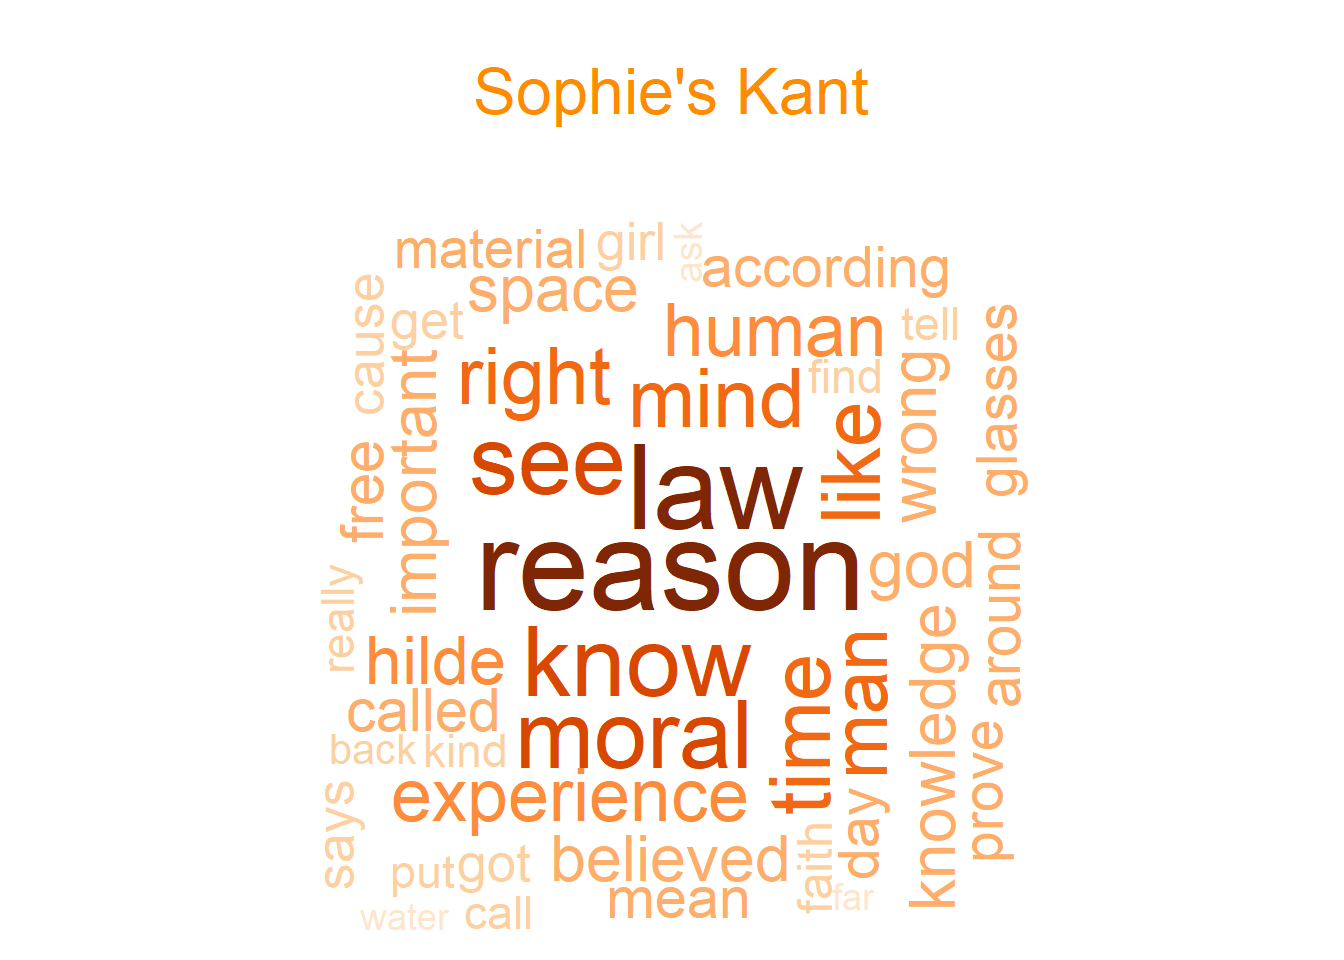 Sophie's Kant
material
girl
ask
according
space
cause
get
human
tell
glasses
right
mind
find
important
wrong
free
see
law
like
reason
god
around
really
hilde
know
knowledge
called
moral
time
man
back
kind
prove
experience
says
day
put
got
believed
faith
mean
far
water
call